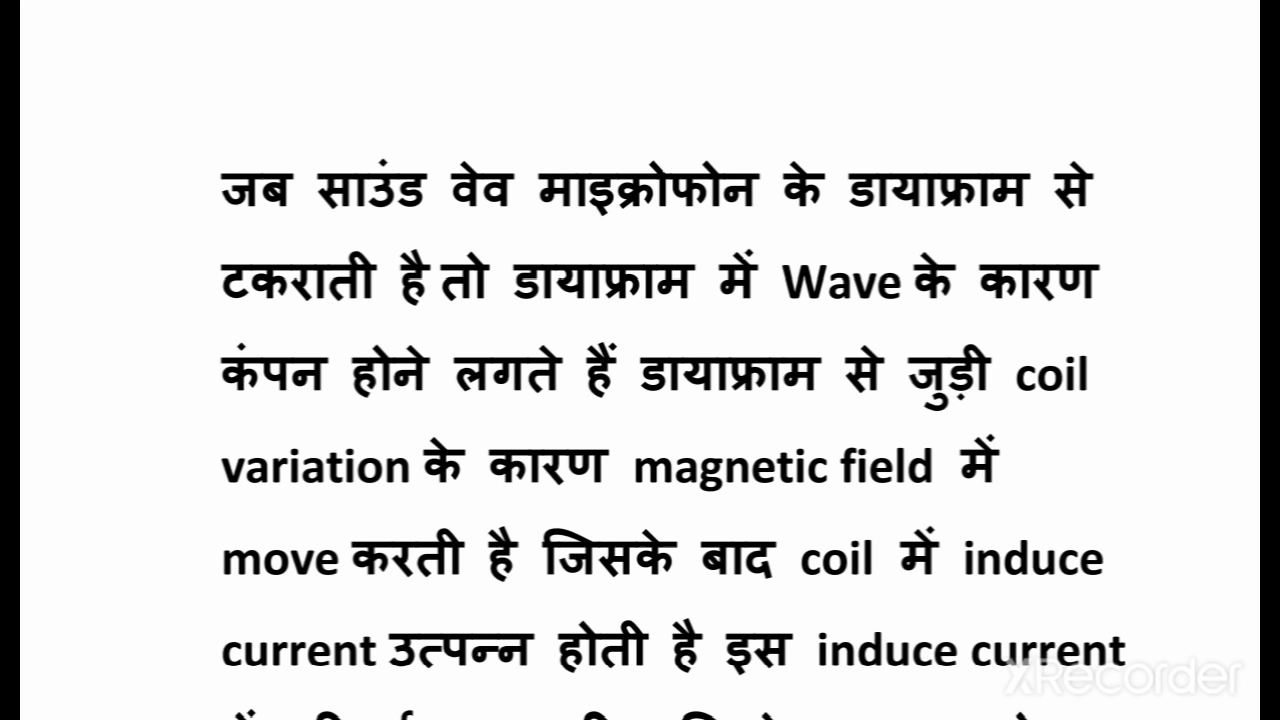 जब साउंड वेव माइक्रोफोन के डायाफ्राम से
टकराती है तो डायाफ्राम में Wave के कारण
कंपन होने लगते हैं डायाफ्राम से जुड़ी coil
variation के कारण magnetic field में
move करती है जिसके बाद coil में induce
current उत्पन्न होती है इस induce current
XRecorder